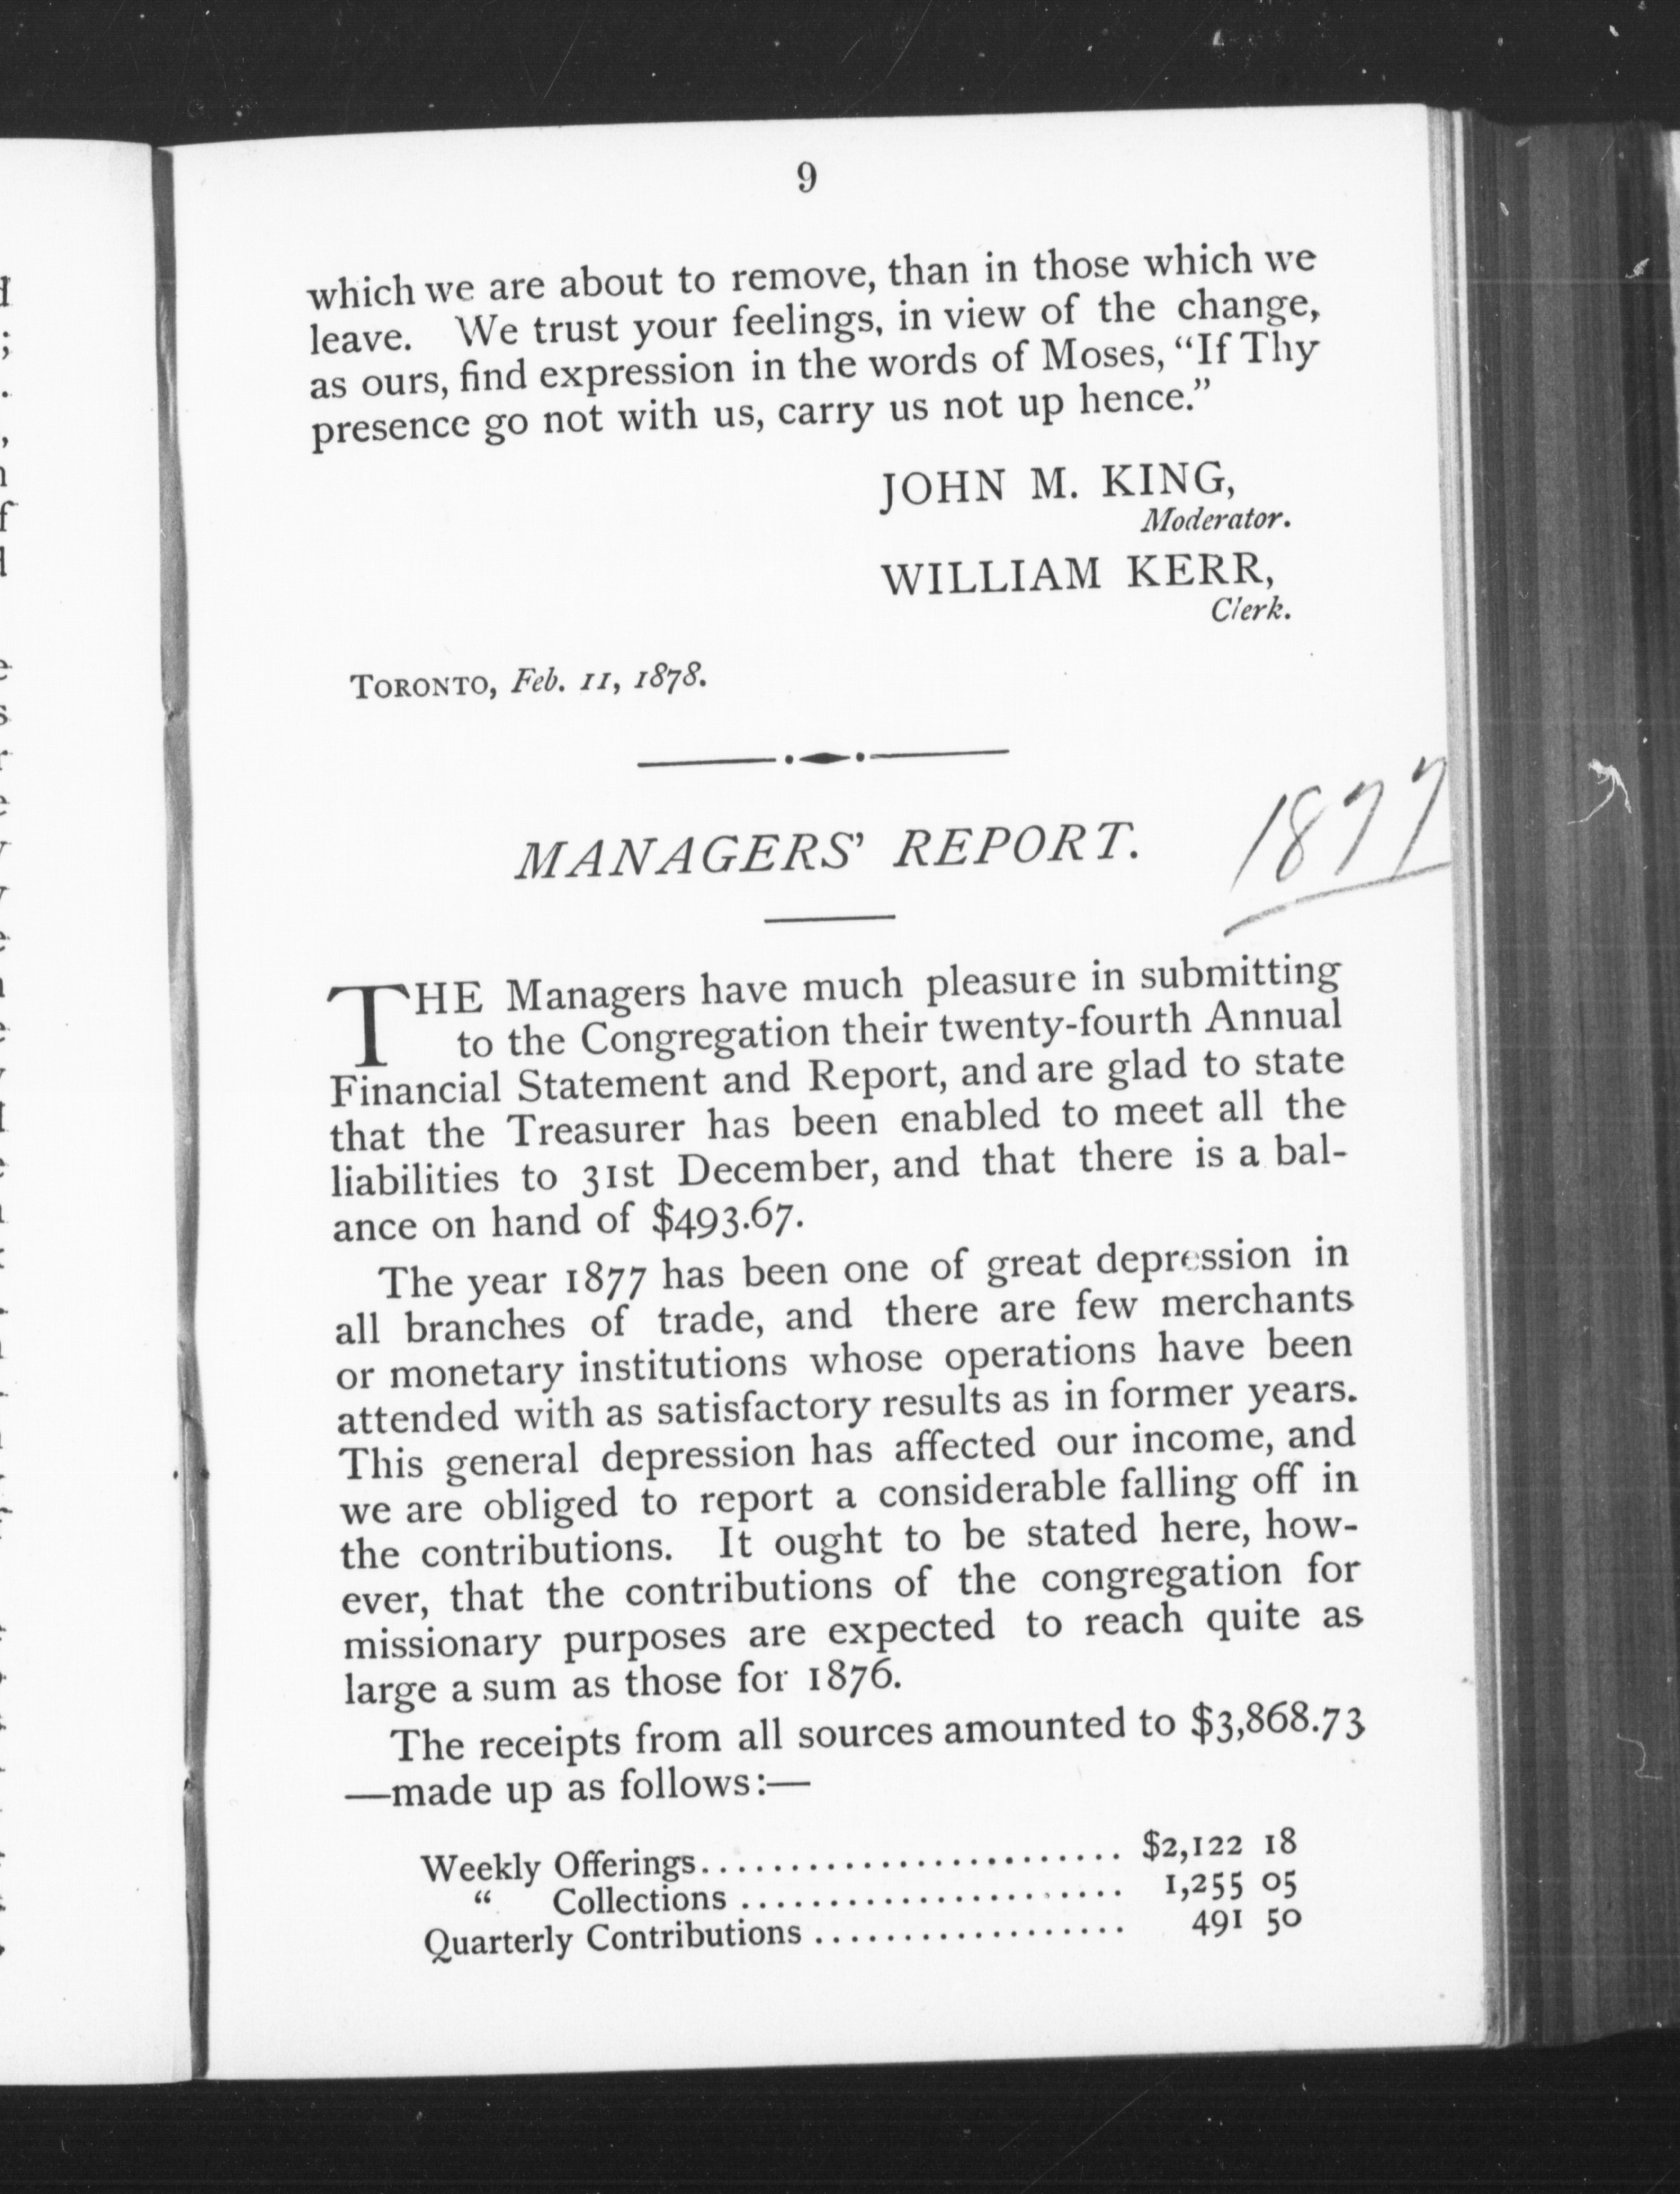 9
which we are about to remove, than in those which we
leave. We trust your feelings, in view of the change,
as ours, find expression in the words of Moses, “If Thy
presence go not with us, carry us not up hence.”
JOHN M. KING,
Moderator.
WILLIAM KERR,
Clerk.
TORONTO, Feb. 11, 1878.
MANAGERS’ REPORT.
1877
THE Managers have much pleasure in submitting
to the Congregation their twenty-fourth Annual
Financial Statement and Report, and are glad to state
that the Treasurer has been enabled to meet all the
liabilities to 31st December, and that there is a bal-
ance on hand of $493.67.
The year 1877 has been one of great depression in
all branches of trade, and there are few merchants
or monetary institutions whose operations have been
attended with as satisfactory results as in former years.
This general depression has affected our income, and
we are obliged to report a considerable falling off in
the contributions. It ought to be stated here, how-
ever, that the contributions of the congregation for
missionary purposes are expected to reach quite as
large a sum as those for 1876.
The receipts from all sources amounted to $3,868.73
—made up as follows:—
Weekly Offerings........................ $2,122 18
“ Collections ...................... 1,255 05
Quarterly Contributions .................. 491 50